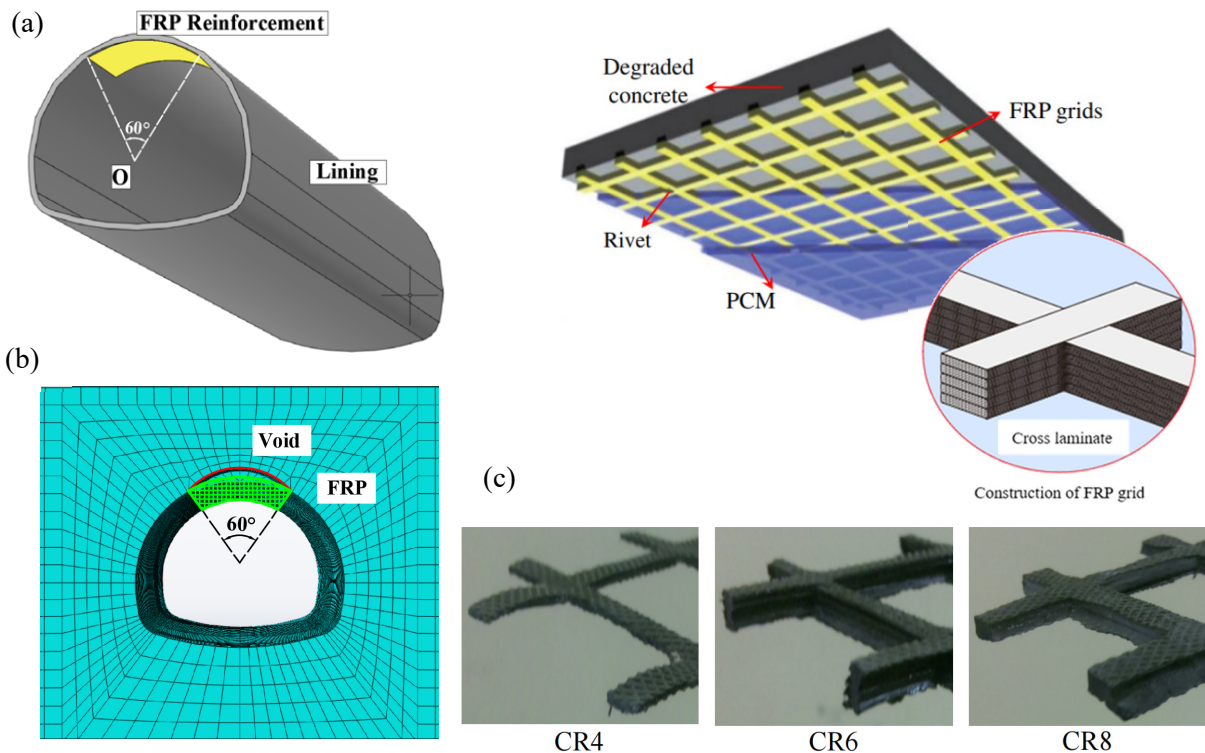 (a)
FRP Reinforcement
60°
O
Lining
Degraded
concrete
FRP grids
Rivet
PCM
Cross laminate
Construction of FRP grid
(b)
Void
FRP
60°
(c)
CR4
CR6
CR8